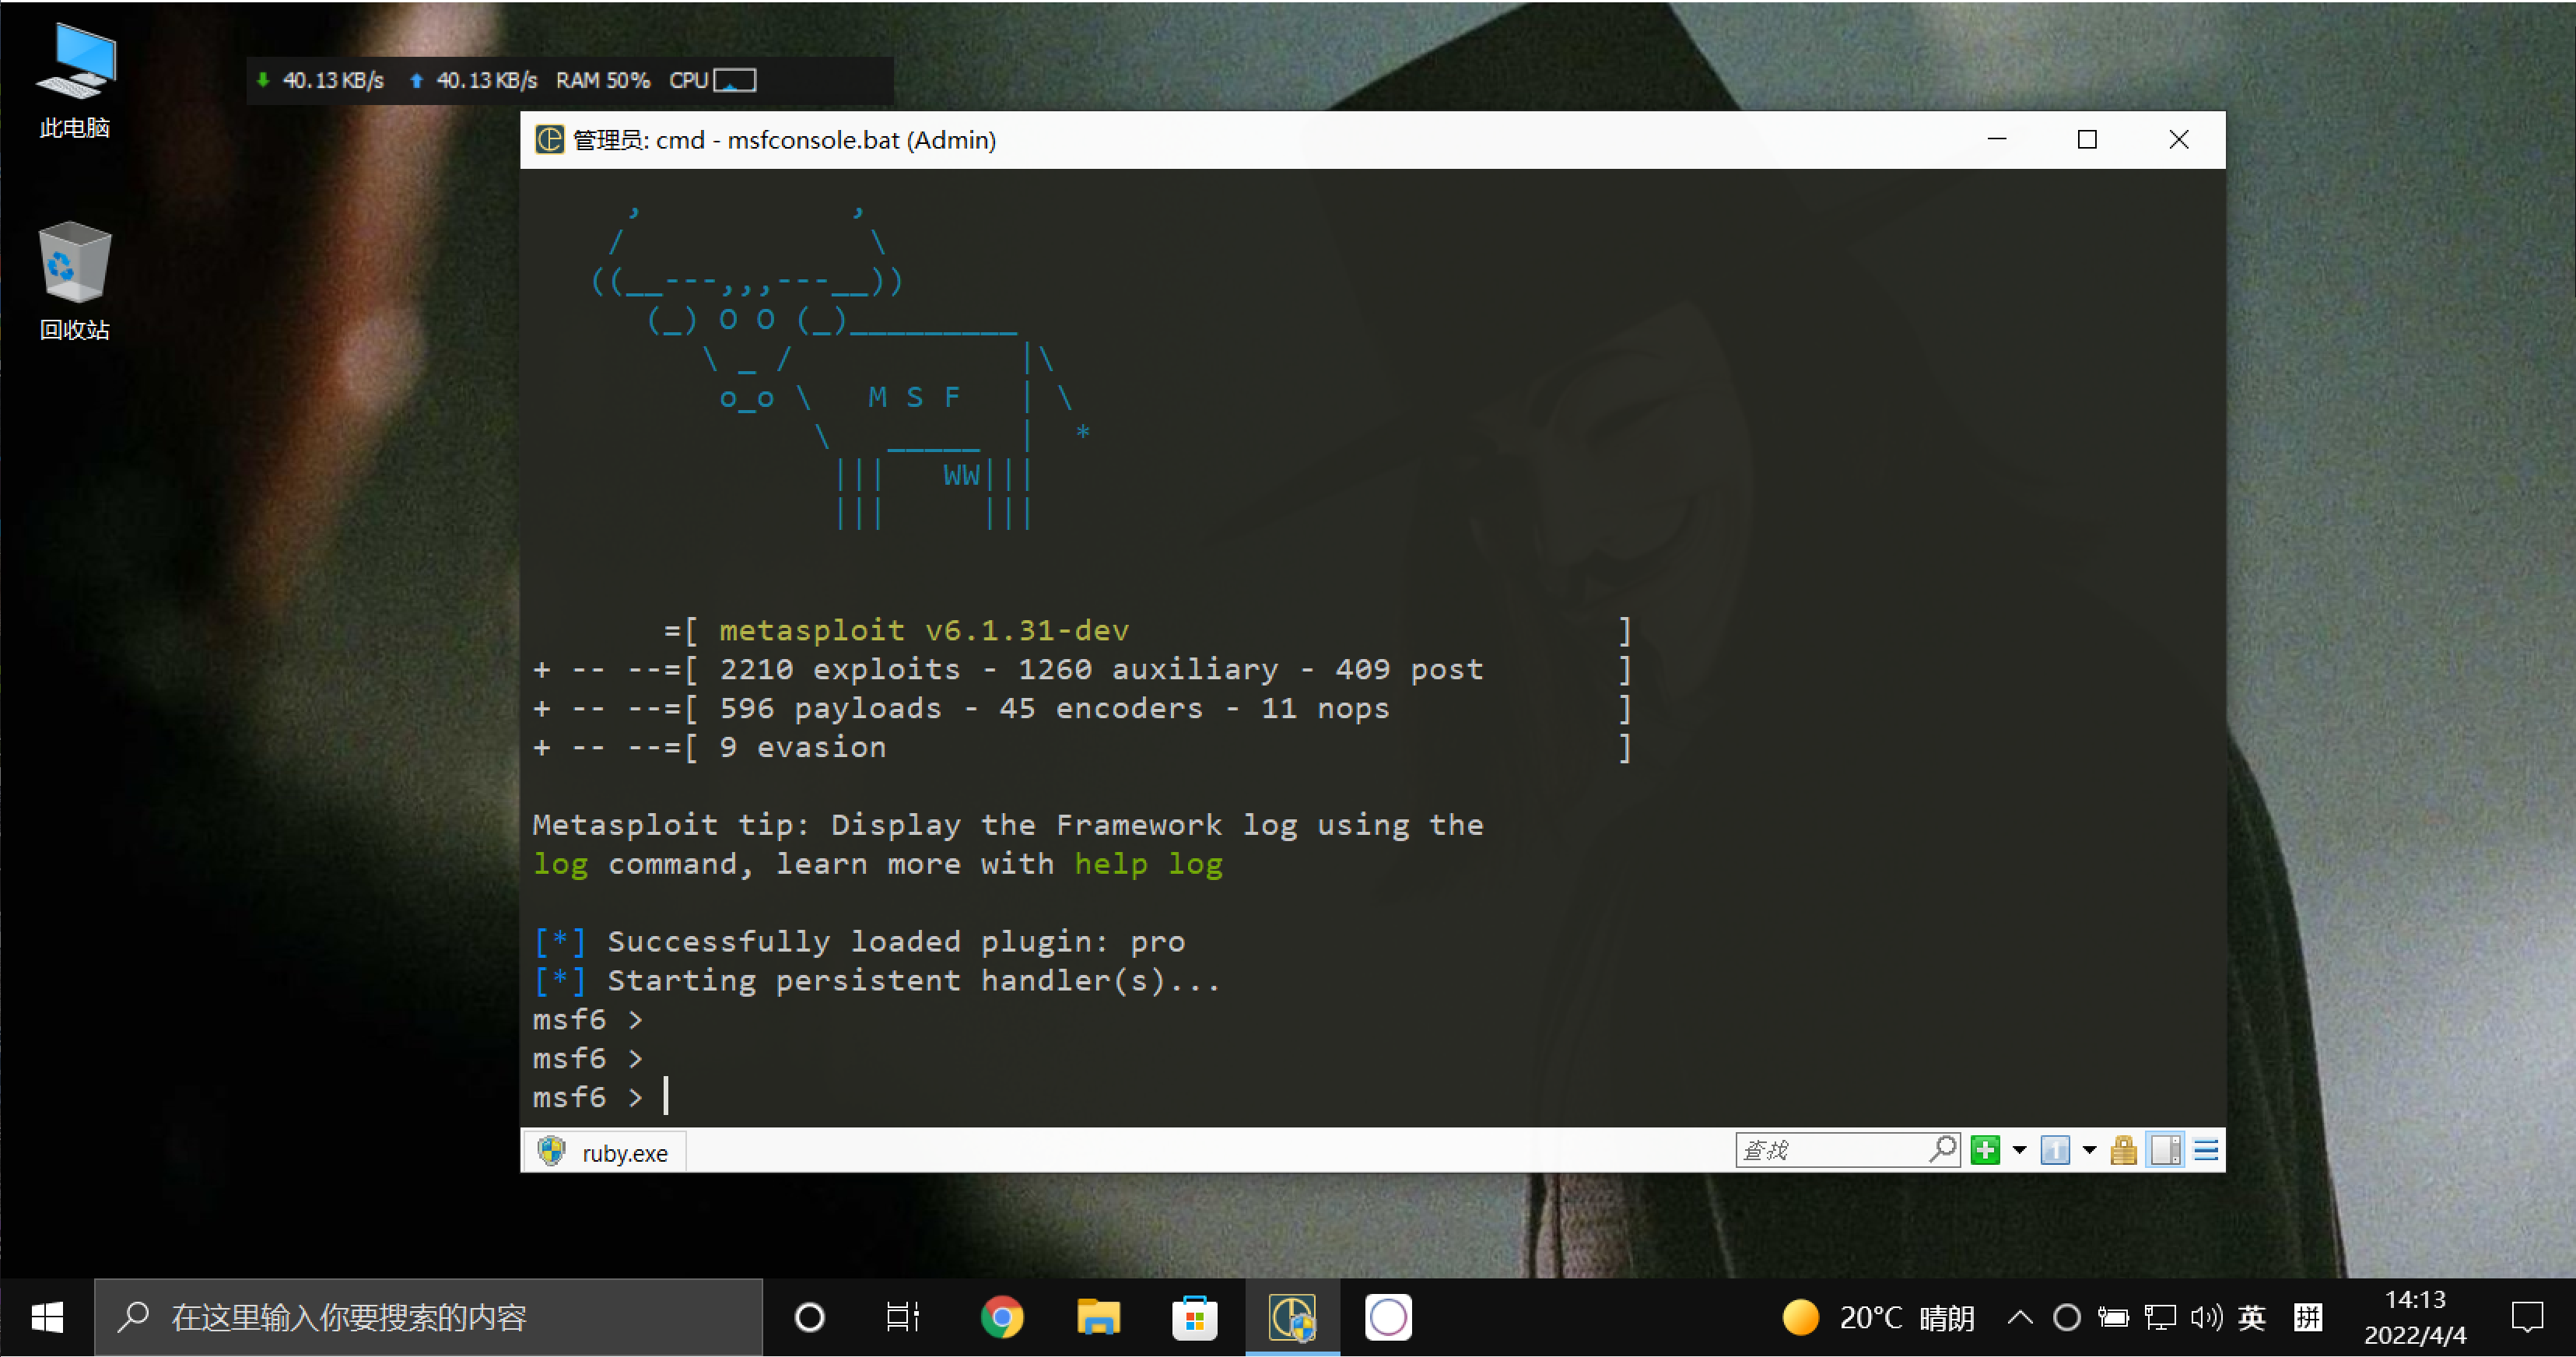 此电脑
回收站
40.13 KB/s 40.13 KB/s RAM 50% CPU
管理员: cmd - msfconsole.bat (Admin)
      ,           ,
    /             \
   ((__---,,,---__))
      (_) O O (_)_________
         \ _ /            |\
          o_o \   M S F   | \
               \   _____  |  *
                |||   WW|||
                |||     |||
=[ metasploit v6.1.31-dev ]
+ -- --=[ 2210 exploits - 1260 auxiliary - 409 post ]
+ -- --=[ 596 payloads - 45 encoders - 11 nops ]
+ -- --=[ 9 evasion ]
Metasploit tip: Display the Framework log using the
log command, learn more with help log
[*] Successfully loaded plugin: pro
[*] Starting persistent handler(s)...
msf6 >
msf6 >
msf6 >
ruby.exe
查找
1
在这里输入你要搜索的内容
20°C 晴朗
英
拼
14:13
2022/4/4